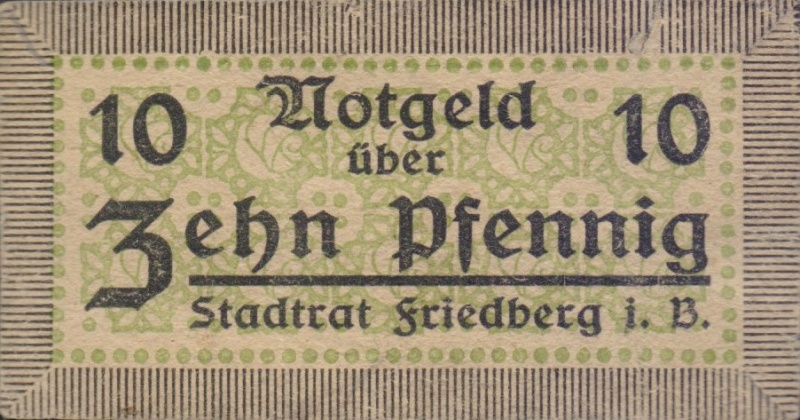 10 Notgeld 10
über
Zehn Pfennig
Stadtrat Friedberg i. B.